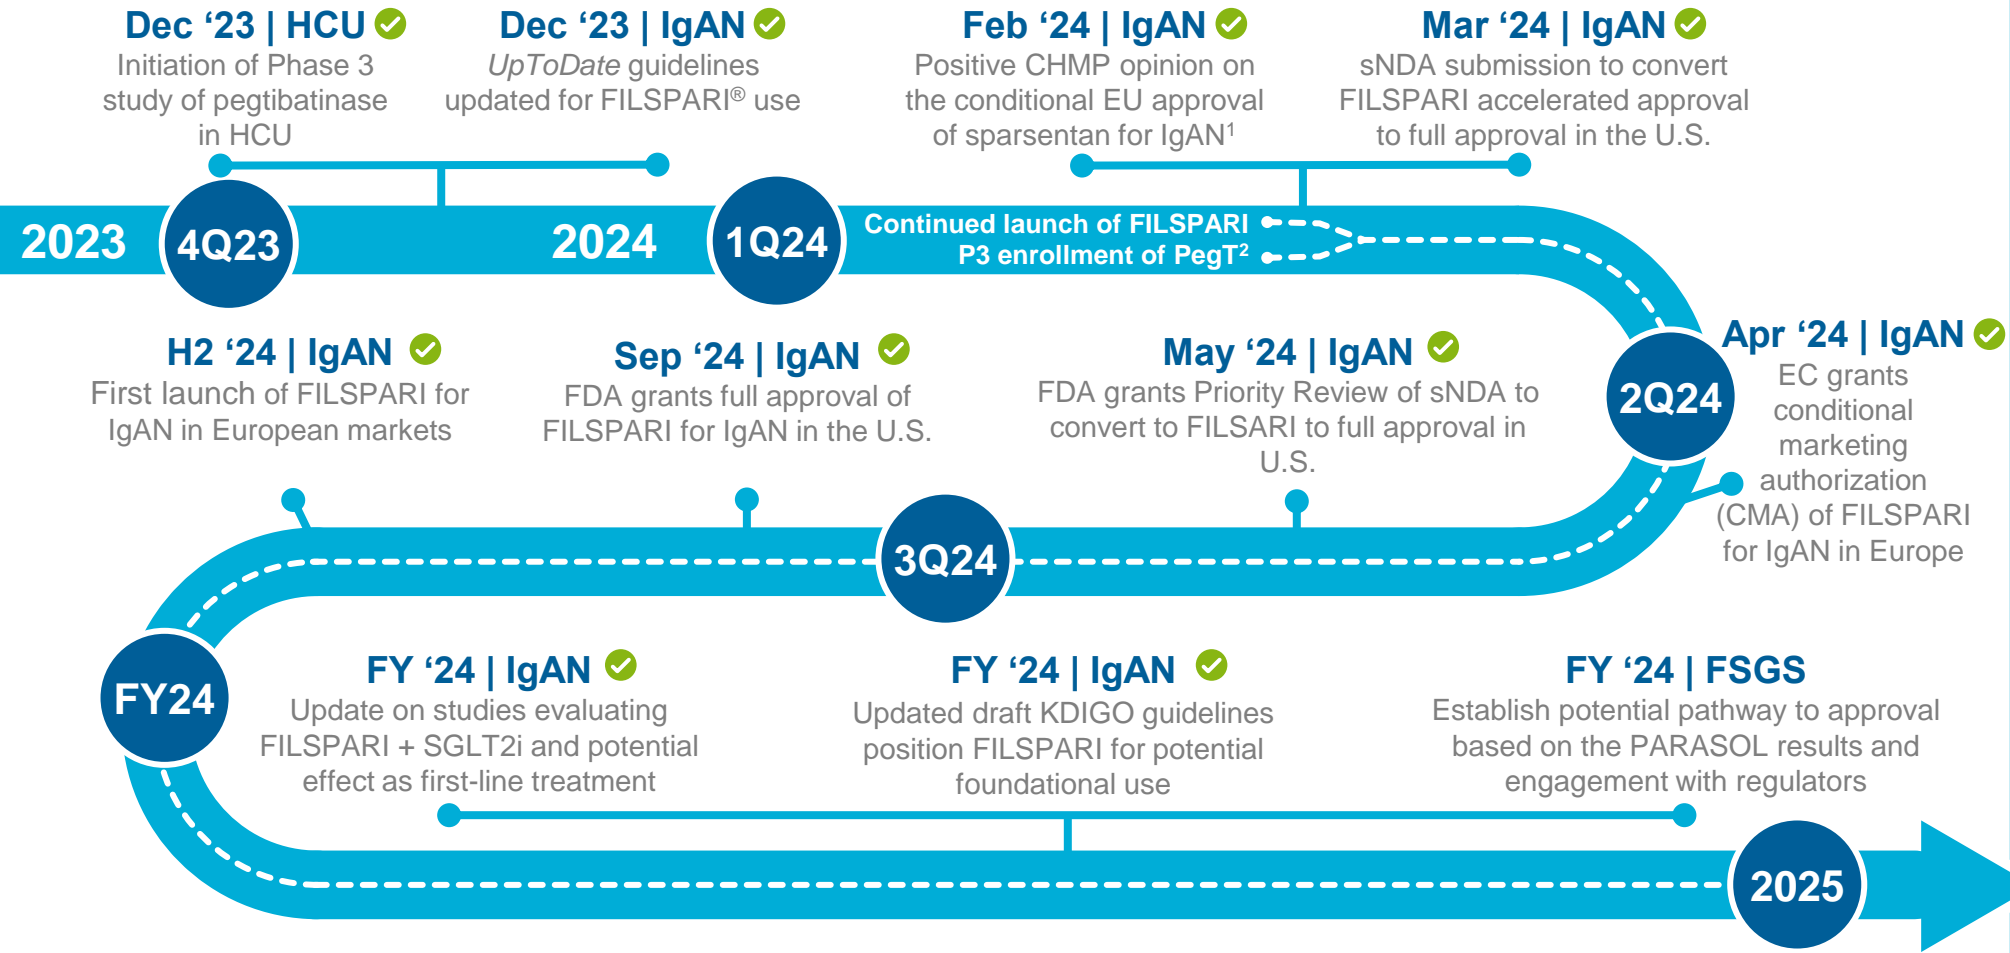 Dec ‘23 | HCU
Initiation of Phase 3
study of pegtibatinase
in HCU
Dec ‘23 | IgAN
UpToDate guidelines
updated for FILSPARI® use
Feb ‘24 | IgAN
Positive CHMP opinion on
the conditional EU approval
of sparsentan for IgAN¹
Mar ‘24 | IgAN
sNDA submission to convert
FILSPARI accelerated approval
to full approval in the U.S.
2023
4Q23
2024
1Q24
Continued launch of FILSPARI
P3 enrollment of PegT²
2Q24
Apr ‘24 | IgAN
EC grants
conditional
marketing
authorization
(CMA) of FILSPARI
for IgAN in Europe
May ‘24 | IgAN
FDA grants Priority Review of sNDA to
convert to FILSARI to full approval in
U.S.
3Q24
Sep ‘24 | IgAN
FDA grants full approval of
FILSPARI for IgAN in the U.S.
H2 ‘24 | IgAN
First launch of FILSPARI for
IgAN in European markets
FY24
FY ‘24 | IgAN
Update on studies evaluating
FILSPARI + SGLT2i and potential
effect as first-line treatment
FY ‘24 | IgAN
Updated draft KDIGO guidelines
position FILSPARI for potential
foundational use
FY ‘24 | FSGS
Establish potential pathway to approval
based on the PARASOL results and
engagement with regulators
2025